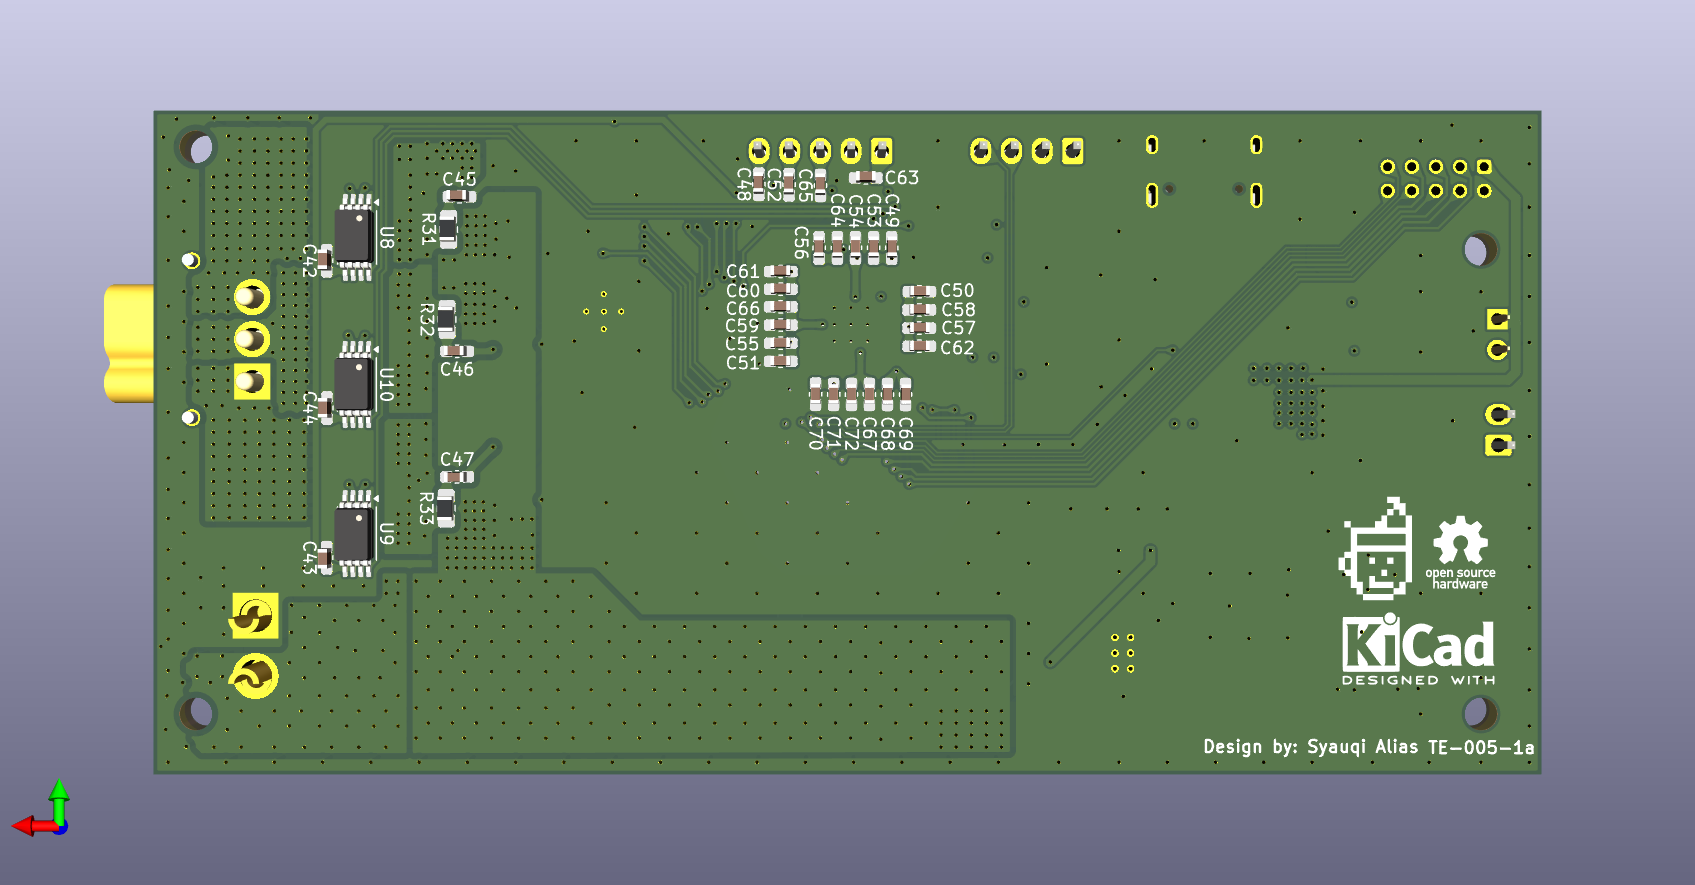 C45
R31
U8
C42
R32
C46
U10
C44
C47
R33
U9
C43
C48
C52
C65
C63
C56
C64
C54
C53
C49
C61
C60
C66
C59
C55
C51
C50
C58
C57
C62
C70
C71
C72
C67
C68
C69
open source
hardware
KiCad
DESIGNED WITH
Design by: Syauqi Alias TE-005-1a